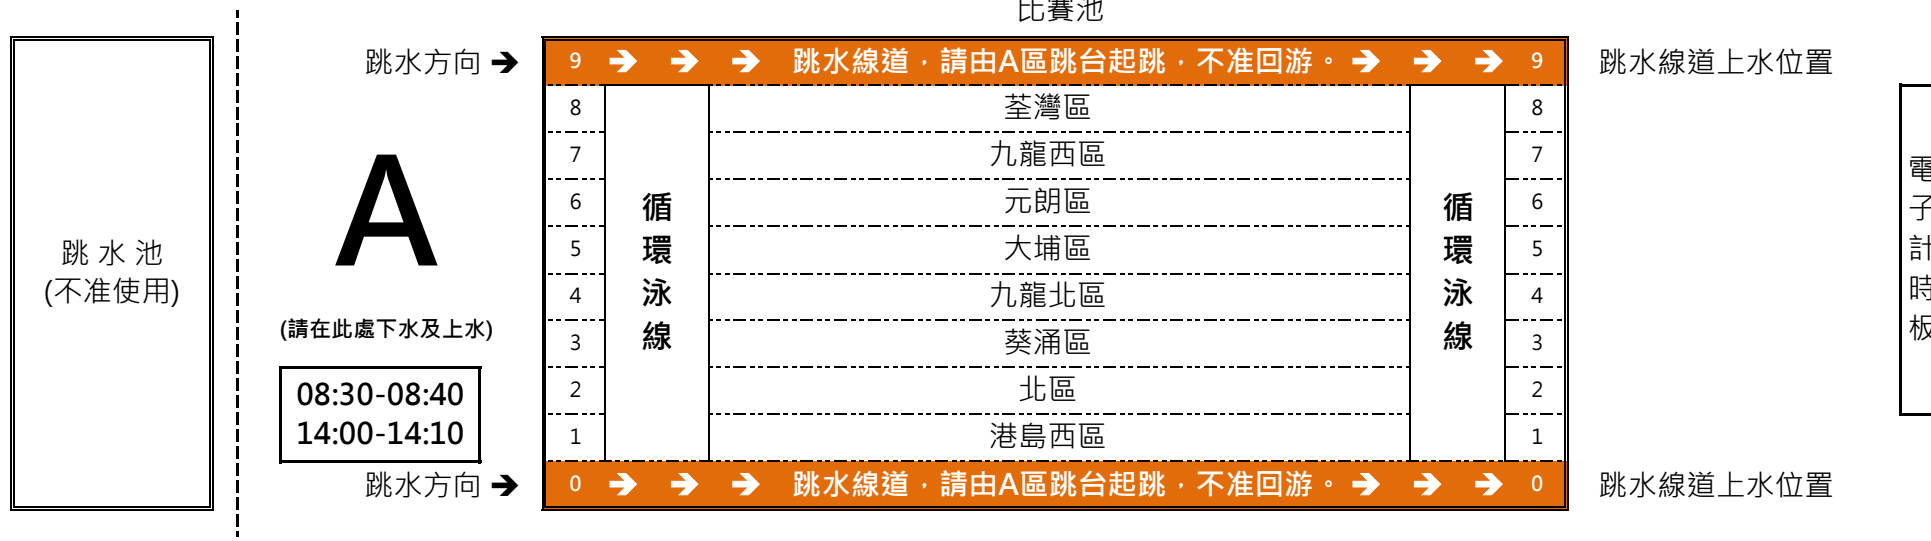 比賽池
跳水方向 ➔
9 ➔ ➔ ➔ 跳水線道，請由A區跳台起跳，不准回游。 ➔ ➔ ➔ 9
跳水線道上水位置
8 荃灣區 8
7 九龍西區 7
6 元朗區 6
5 大埔區 5
4 九龍北區 4
3 葵涌區 3
2 北區 2
1 港島西區 1
循
環
泳
線
循
環
泳
線
跳水方向 ➔
0 ➔ ➔ ➔ 跳水線道，請由A區跳台起跳，不准回游。 ➔ ➔ ➔ 0
跳水線道上水位置
跳 水 池
(不准使用)
A
(請在此處下水及上水)
08:30-08:40
14:00-14:10
電
子
計
時
板